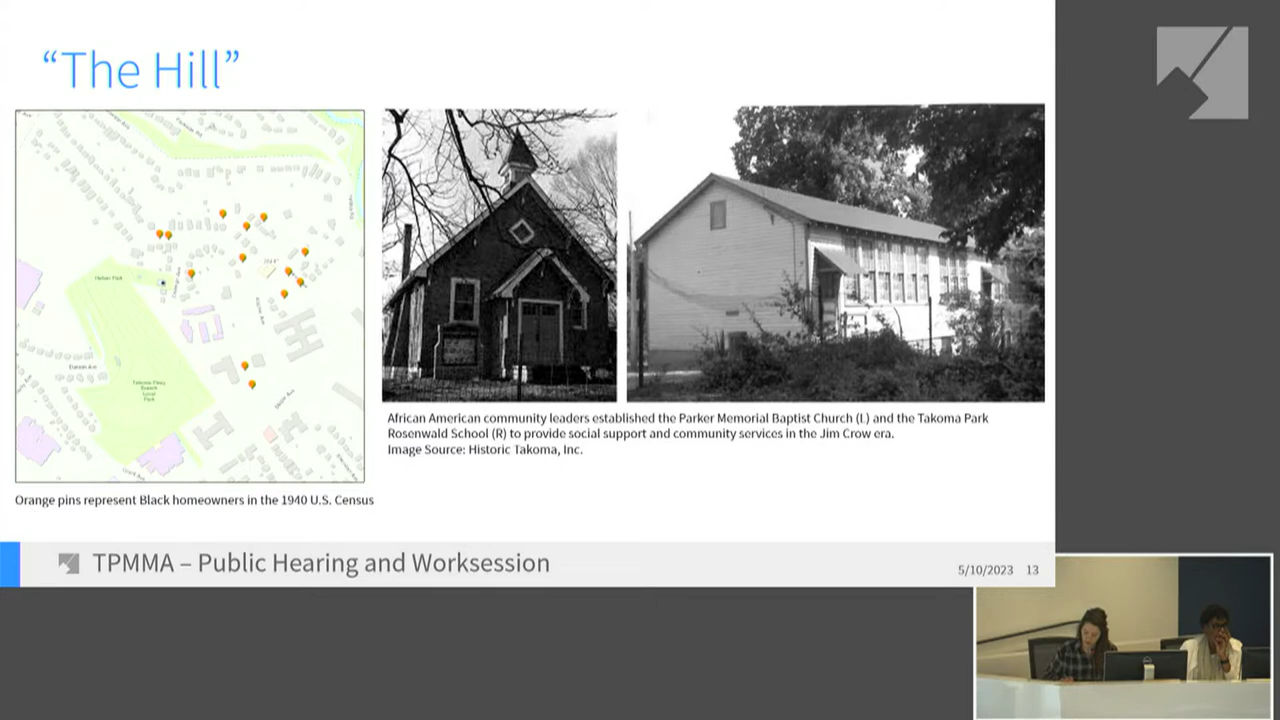 “The Hill”
African American community leaders established the Parker Memorial Baptist Church (L) and the Takoma Park
Rosenwald School (R) to provide social support and community services in the Jim Crow era.
Image Source: Historic Takoma, Inc.
Orange pins represent Black homeowners in the 1940 U.S. Census
TPMMA – Public Hearing and Worksession
5/10/2023 13